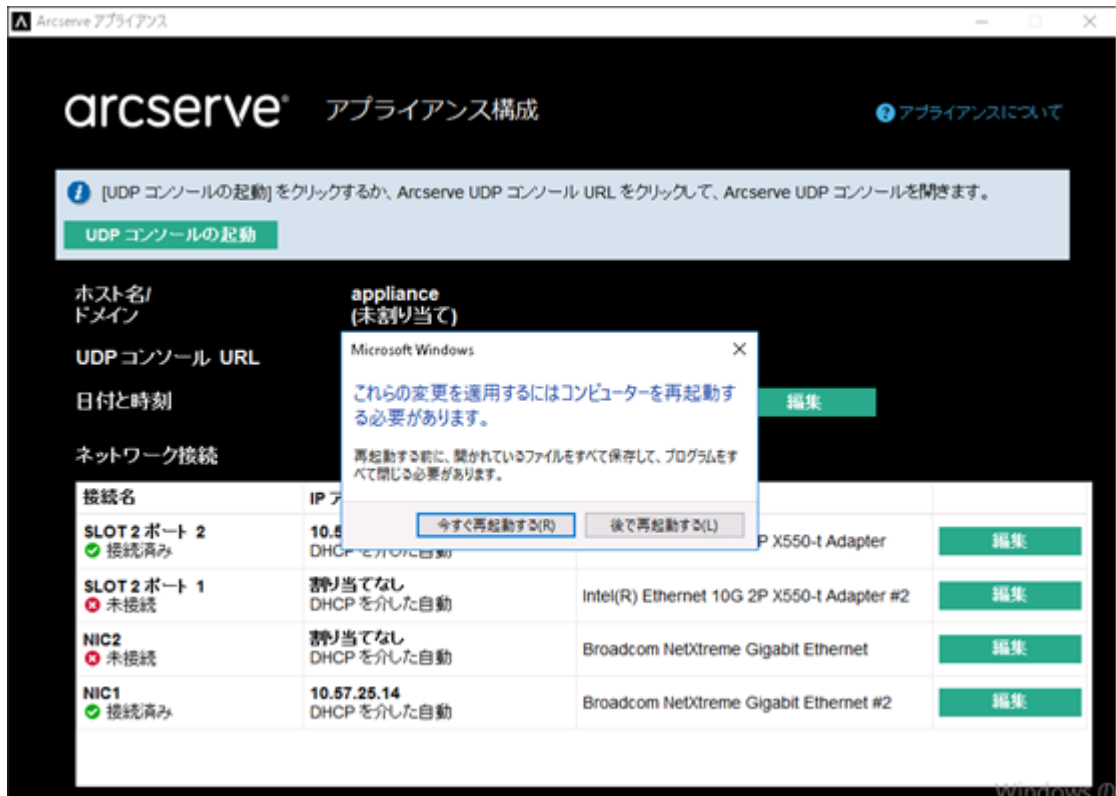 Arcserve アプライアンス
arcserve® アプライアンス構成
アプライアンスについて
[UDP コンソールの起動] をクリックするか、Arcserve UDP コンソール URL をクリックして、Arcserve UDP コンソールを開きます。
UDP コンソールの起動
ホスト名/
ドメイン
appliance
(未割り当て)
UDP コンソール URL
日付と時刻
編集
ネットワーク接続
Microsoft Windows
これらの変更を適用するにはコンピューターを再起動す
る必要があります。
再起動する前に、開かれているファイルをすべて保存して、プログラムをす
べて閉じる必要があります。
今すぐ再起動する(R) 後で再起動する(L)
接続名 IP ア
SLOT 2 ポート 2 10.5
接続済み DHCP を介した自動
P X550-t Adapter 編集
SLOT 2 ポート 1 割り当てなし
未接続 DHCP を介した自動
Intel(R) Ethernet 10G 2P X550-t Adapter #2 編集
NIC2 割り当てなし
未接続 DHCP を介した自動
Broadcom NetXtreme Gigabit Ethernet 編集
NIC1 10.57.25.14
接続済み DHCP を介した自動
Broadcom NetXtreme Gigabit Ethernet #2 編集
Windows の